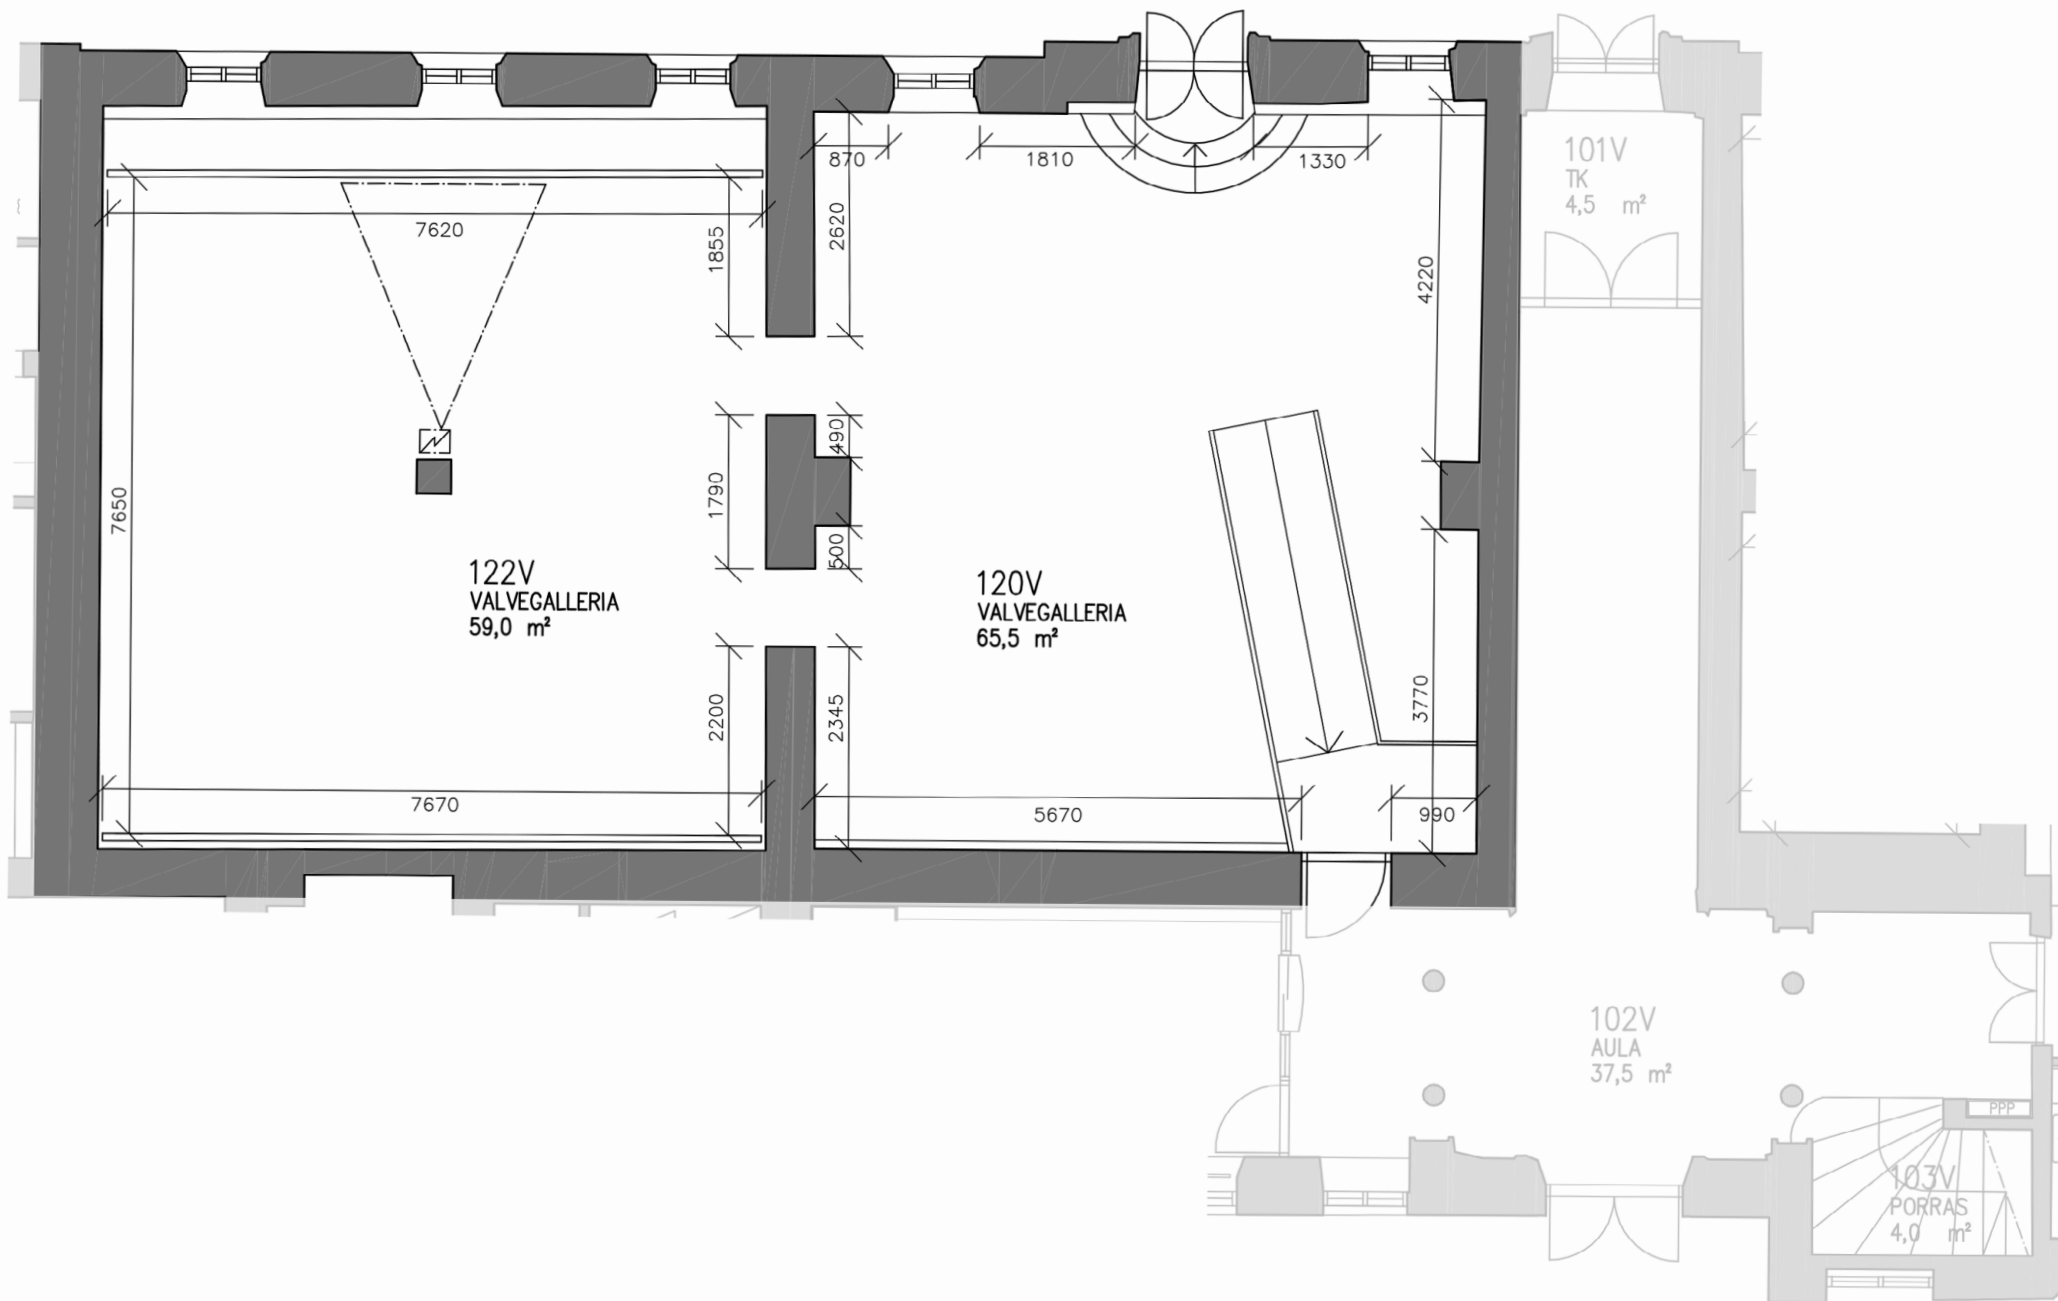 870
1810
1330
101V
TK
4,5 m²
7620
1855
2620
4220
490
1790
500
7650
122V
VALVEGALLERIA
59,0 m²
120V
VALVEGALLERIA
65,5 m²
2200
2345
3770
7670
5670
990
102V
AULA
37,5 m²
PPP
103V
PORRAS
4,0 m²